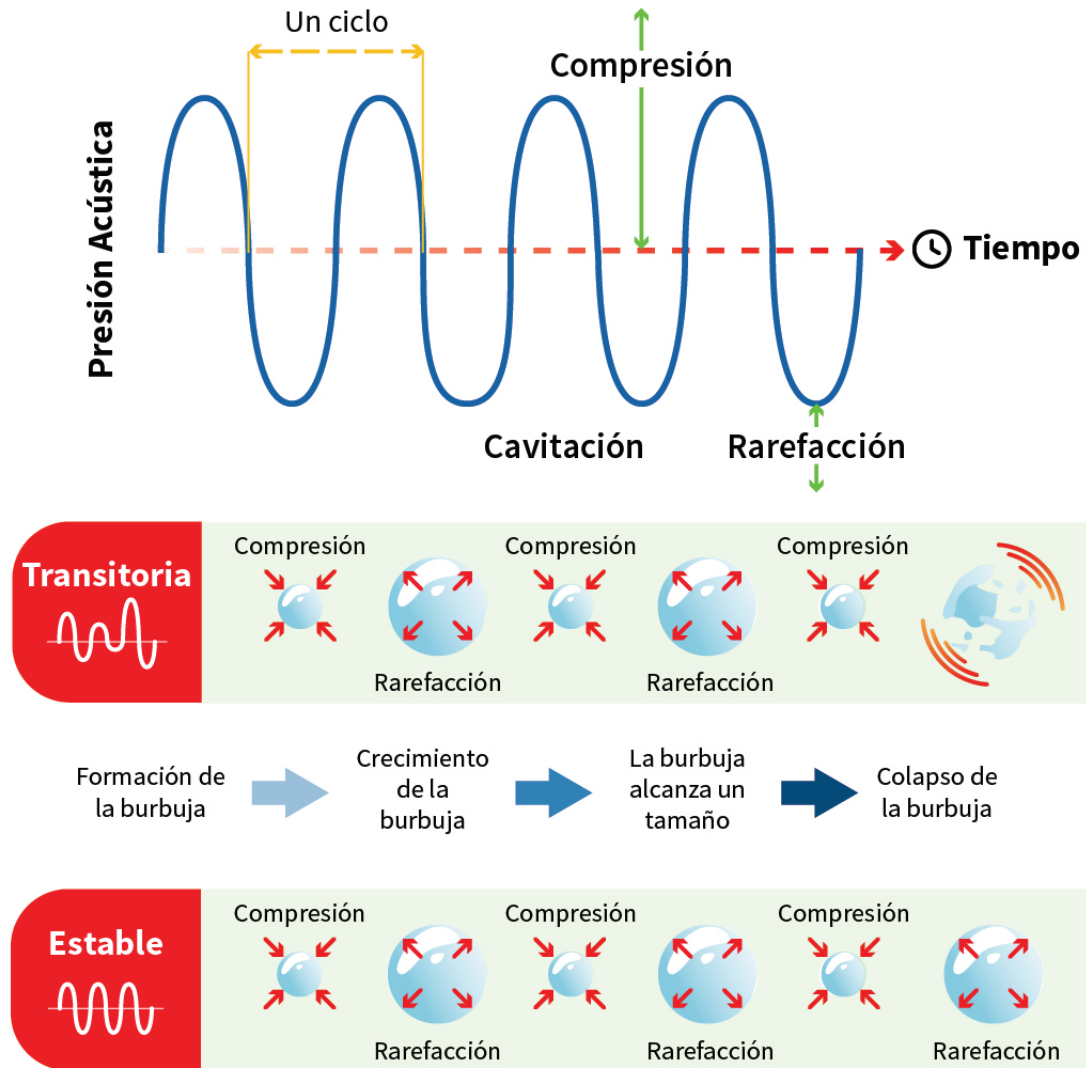 Un ciclo
Compresión
Presión Acústica
Tiempo
Cavitación
Rarefacción
Transitoria
Compresión
Compresión
Compresión
Rarefacción
Rarefacción
Formación de
la burbuja
Crecimiento
de la
burbuja
La burbuja
alcanza un
tamaño
Colapso de
la burbuja
Estable
Compresión
Compresión
Compresión
Rarefacción
Rarefacción
Rarefacción